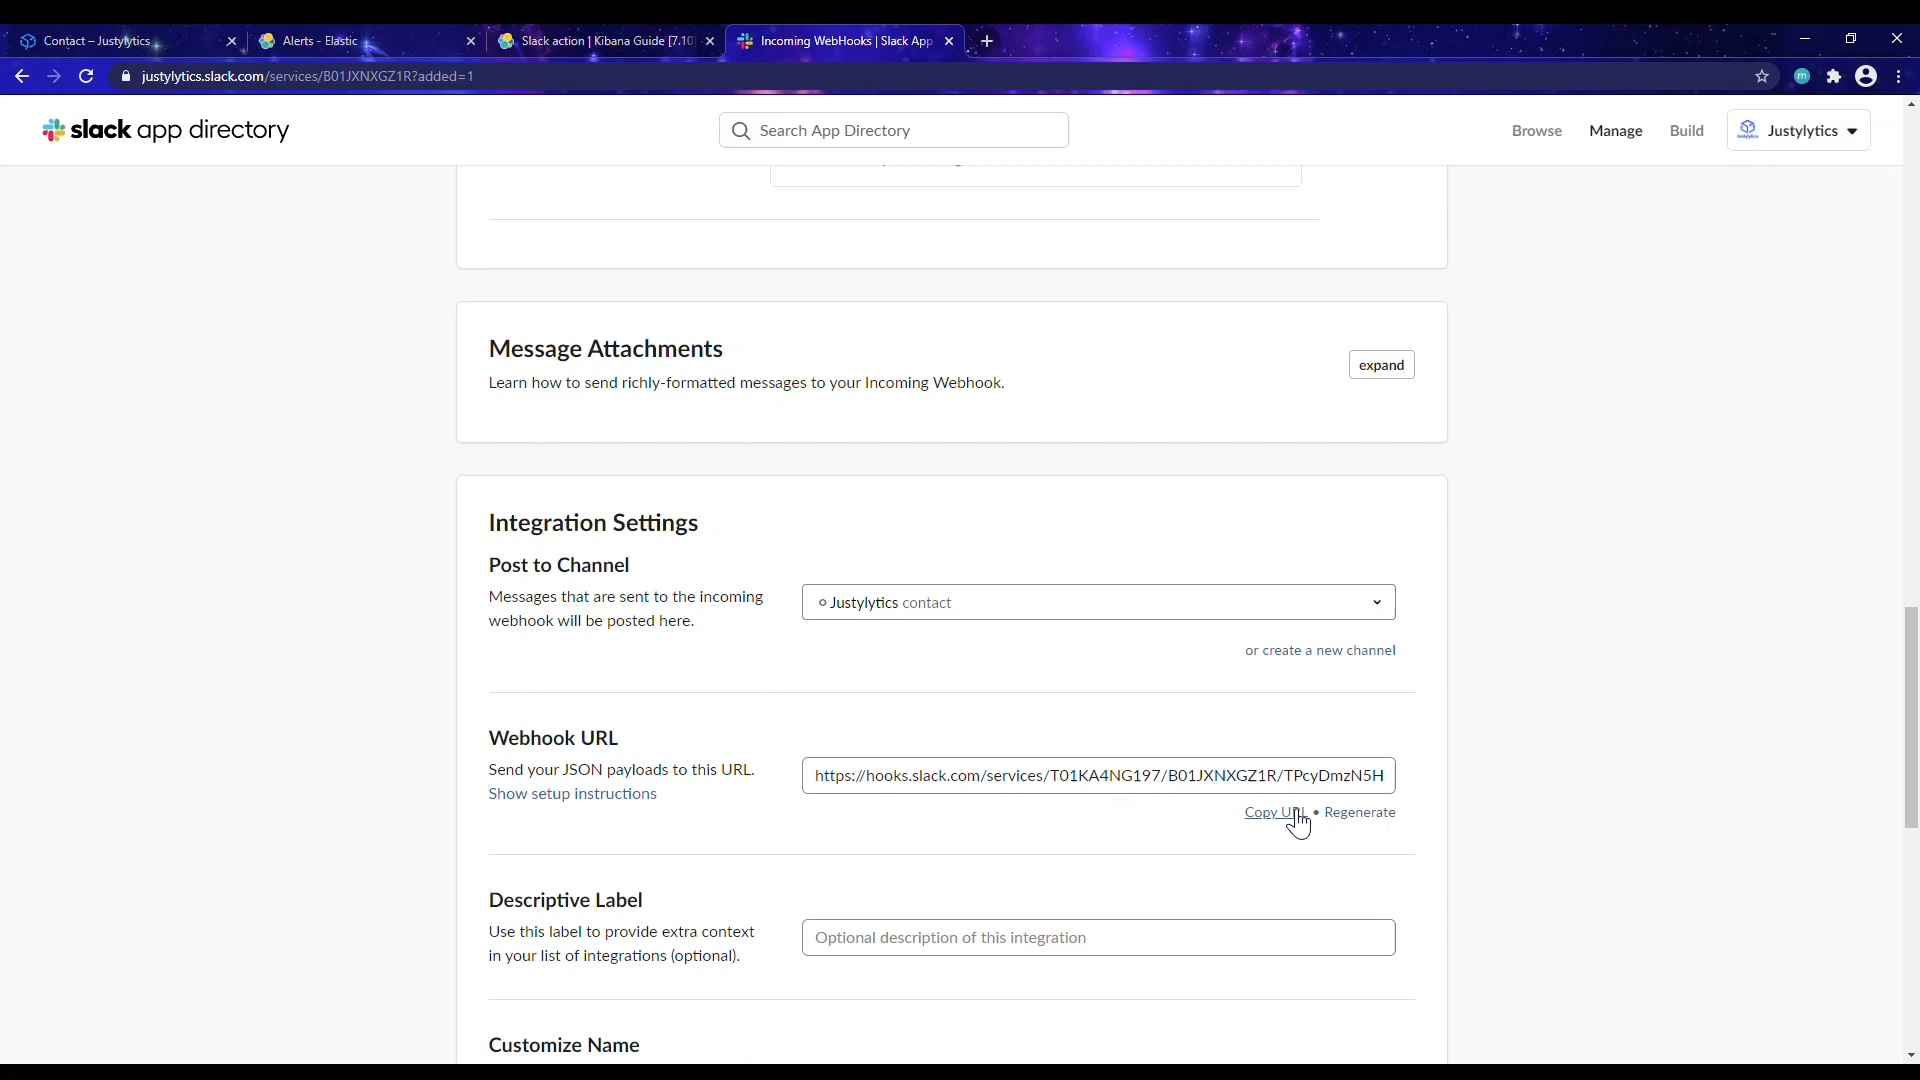 Contact – Justylytics
Alerts - Elastic
Slack action | Kibana Guide [7.10]
Incoming WebHooks | Slack App
justylytics.slack.com/services/B01JXNXGZ1R?added=1
m
slack app directory
Search App Directory
Browse
Manage
Build
Justylytics
Message Attachments
Learn how to send richly-formatted messages to your Incoming Webhook.
expand
Integration Settings
Post to Channel
Messages that are sent to the incoming
webhook will be posted here.
Justylytics contact
or create a new channel
Webhook URL
Send your JSON payloads to this URL.
Show setup instructions
https://hooks.slack.com/services/T01KA4NG197/B01JXNXGZ1R/TPcyDmzN5H
Copy URL • Regenerate
Descriptive Label
Use this label to provide extra context
in your list of integrations (optional).
Optional description of this integration
Customize Name